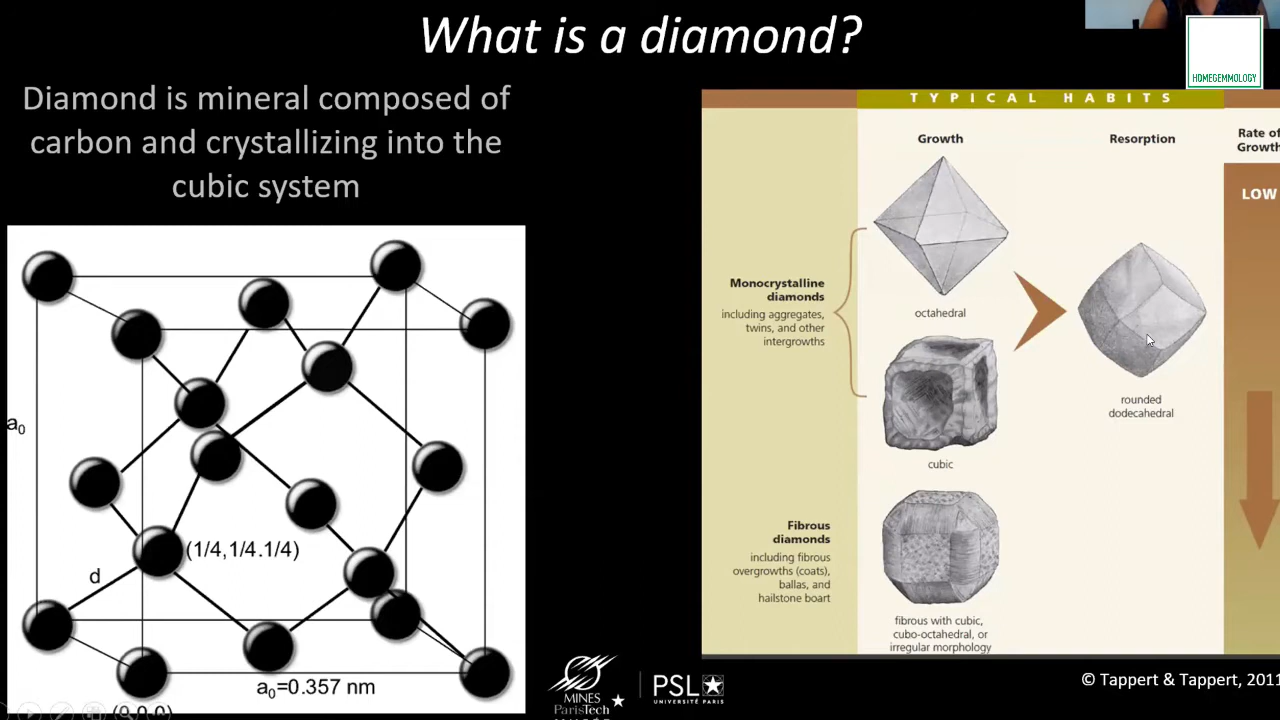 What is a diamond?
HOMEGEMMOLOGY
Diamond is mineral composed of
carbon and crystallizing into the
cubic system
a₀
(1/4,1/4.1/4)
d
a₀=0.357 nm
(0,0,0)
TYPICAL HABITS
Growth
Resorption
Rate of
Growth
LOW
Monocrystalline
diamonds
including aggregates,
twins, and other
intergrowths
octahedral
cubic
rounded
dodecahedral
Fibrous
diamonds
including fibrous
overgrowths (coats),
ballas, and
hailstone boart
fibrous with cubic,
cubo-octahedral, or
irregular morphology
MINES
ParisTech
PSL
UNIVERSITÉ PARIS
© Tappert & Tappert, 2011